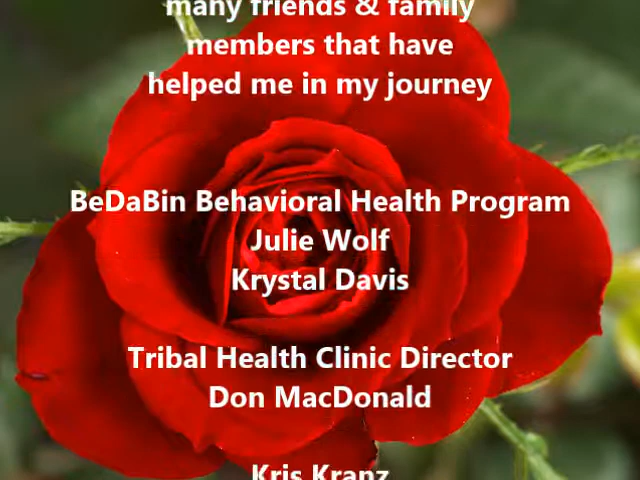 many friends & family
members that have
helped me in my journey
BeDaBin Behavioral Health Program
Julie Wolf
Krystal Davis
Tribal Health Clinic Director
Don MacDonald
Kris Kranz